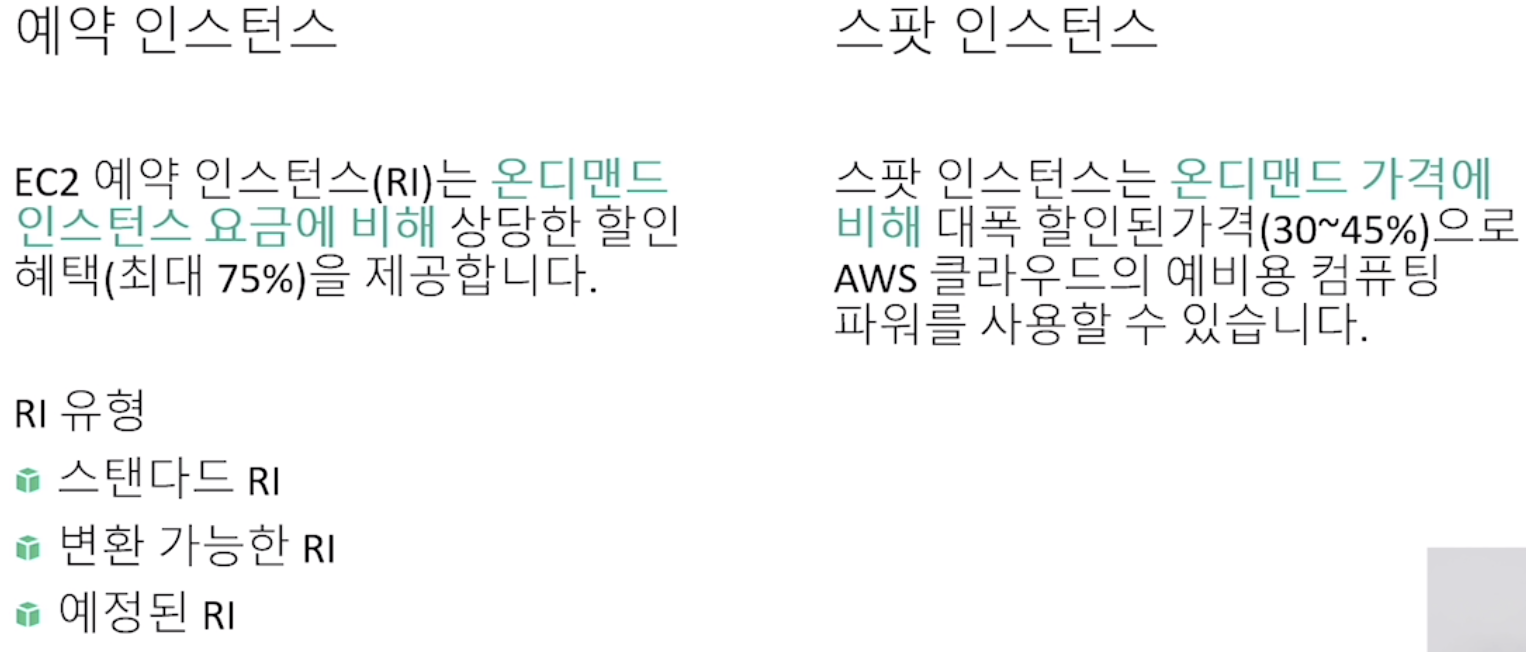 예약 인스턴스
EC2 예약 인스턴스(RI)는 온디맨드
인스턴스 요금에 비해 상당한 할인
혜택(최대 75%)을 제공합니다.
RI 유형
스탠다드 RI
변환 가능한 RI
예정된 RI
스팟 인스턴스
스팟 인스턴스는 온디맨드 가격에
비해 대폭 할인된가격(30~45%)으로
AWS 클라우드의 예비용 컴퓨팅
파워를 사용할 수 있습니다.